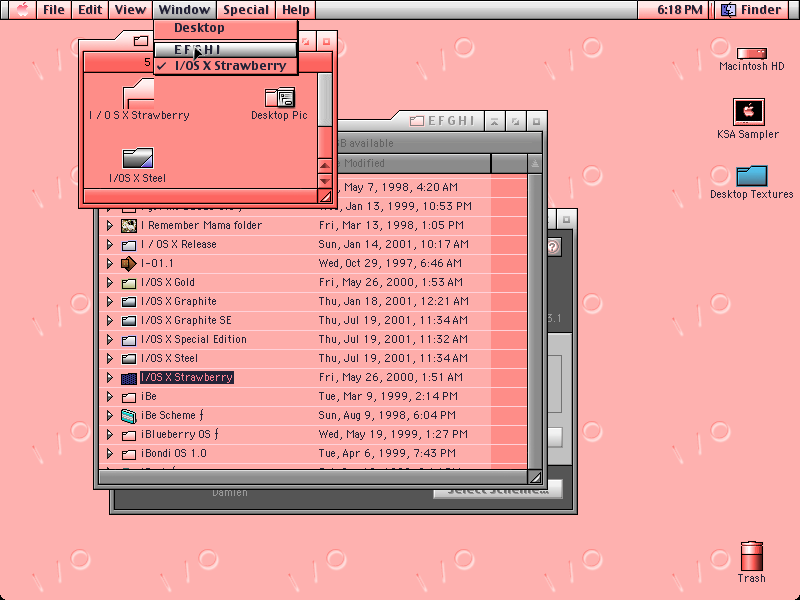 File Edit View Window Special Help 6:18 PM Finder
Desktop
E F G H I
✓ I/OS X Strawberry
5
I / O S X Strawberry
Desktop Pic
I/OS X Steel
E F G H I
B available
Modified
, May 7, 1998, 4:20 AM
, Jan 13, 1999, 10:53 PM
I Remember Mama folder Fri, Mar 13, 1998, 1:05 PM
I / OS X Release Sun, Jan 14, 2001, 10:17 AM
I-01.1 Wed, Oct 29, 1997, 6:46 AM
I/OS X Gold Fri, May 26, 2000, 1:53 AM
I/OS X Graphite Thu, Jan 18, 2001, 12:21 AM
I/OS X Graphite SE Thu, Jul 19, 2001, 11:34 AM
I/OS X Special Edition Thu, Jul 19, 2001, 11:32 AM
I/OS X Steel Thu, Jul 19, 2001, 11:34 AM
I/OS X Strawberry Fri, May 26, 2000, 1:51 AM
iBe Tue, Mar 9, 1999, 2:14 PM
iBe Scheme ƒ Sun, Aug 9, 1998, 6:04 PM
iBlueberry OS ƒ Wed, May 19, 1999, 1:27 PM
iBondi OS 1.0 Tue, Apr 6, 1999, 7:43 PM
3.1
Damien
Select Scheme...
Macintosh HD
KSA Sampler
Desktop Textures
Trash